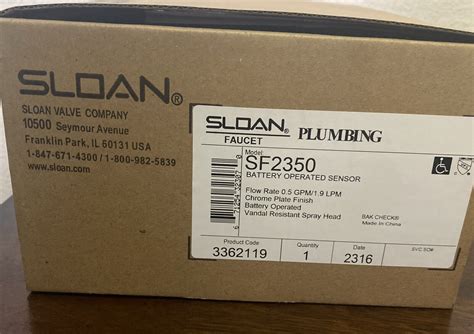 SLOAN®
SLOAN VALVE COMPANY
10500 Seymour Avenue
Franklin Park, IL 60131 USA
1-847-671-4300 / 1-800-982-5839
SLOAN® PLUMBING
FAUCET
Model:
SF2350
BATTERY OPERATED SENSOR
Flow Rate 0.5 GPM/1.9 LPM
Chrome Plate Finish
Battery Operated
Vandal Resistant Spray Head
BAK CHECK®
Made In China
Product Code
3362119
Quantity
1
Date
2316